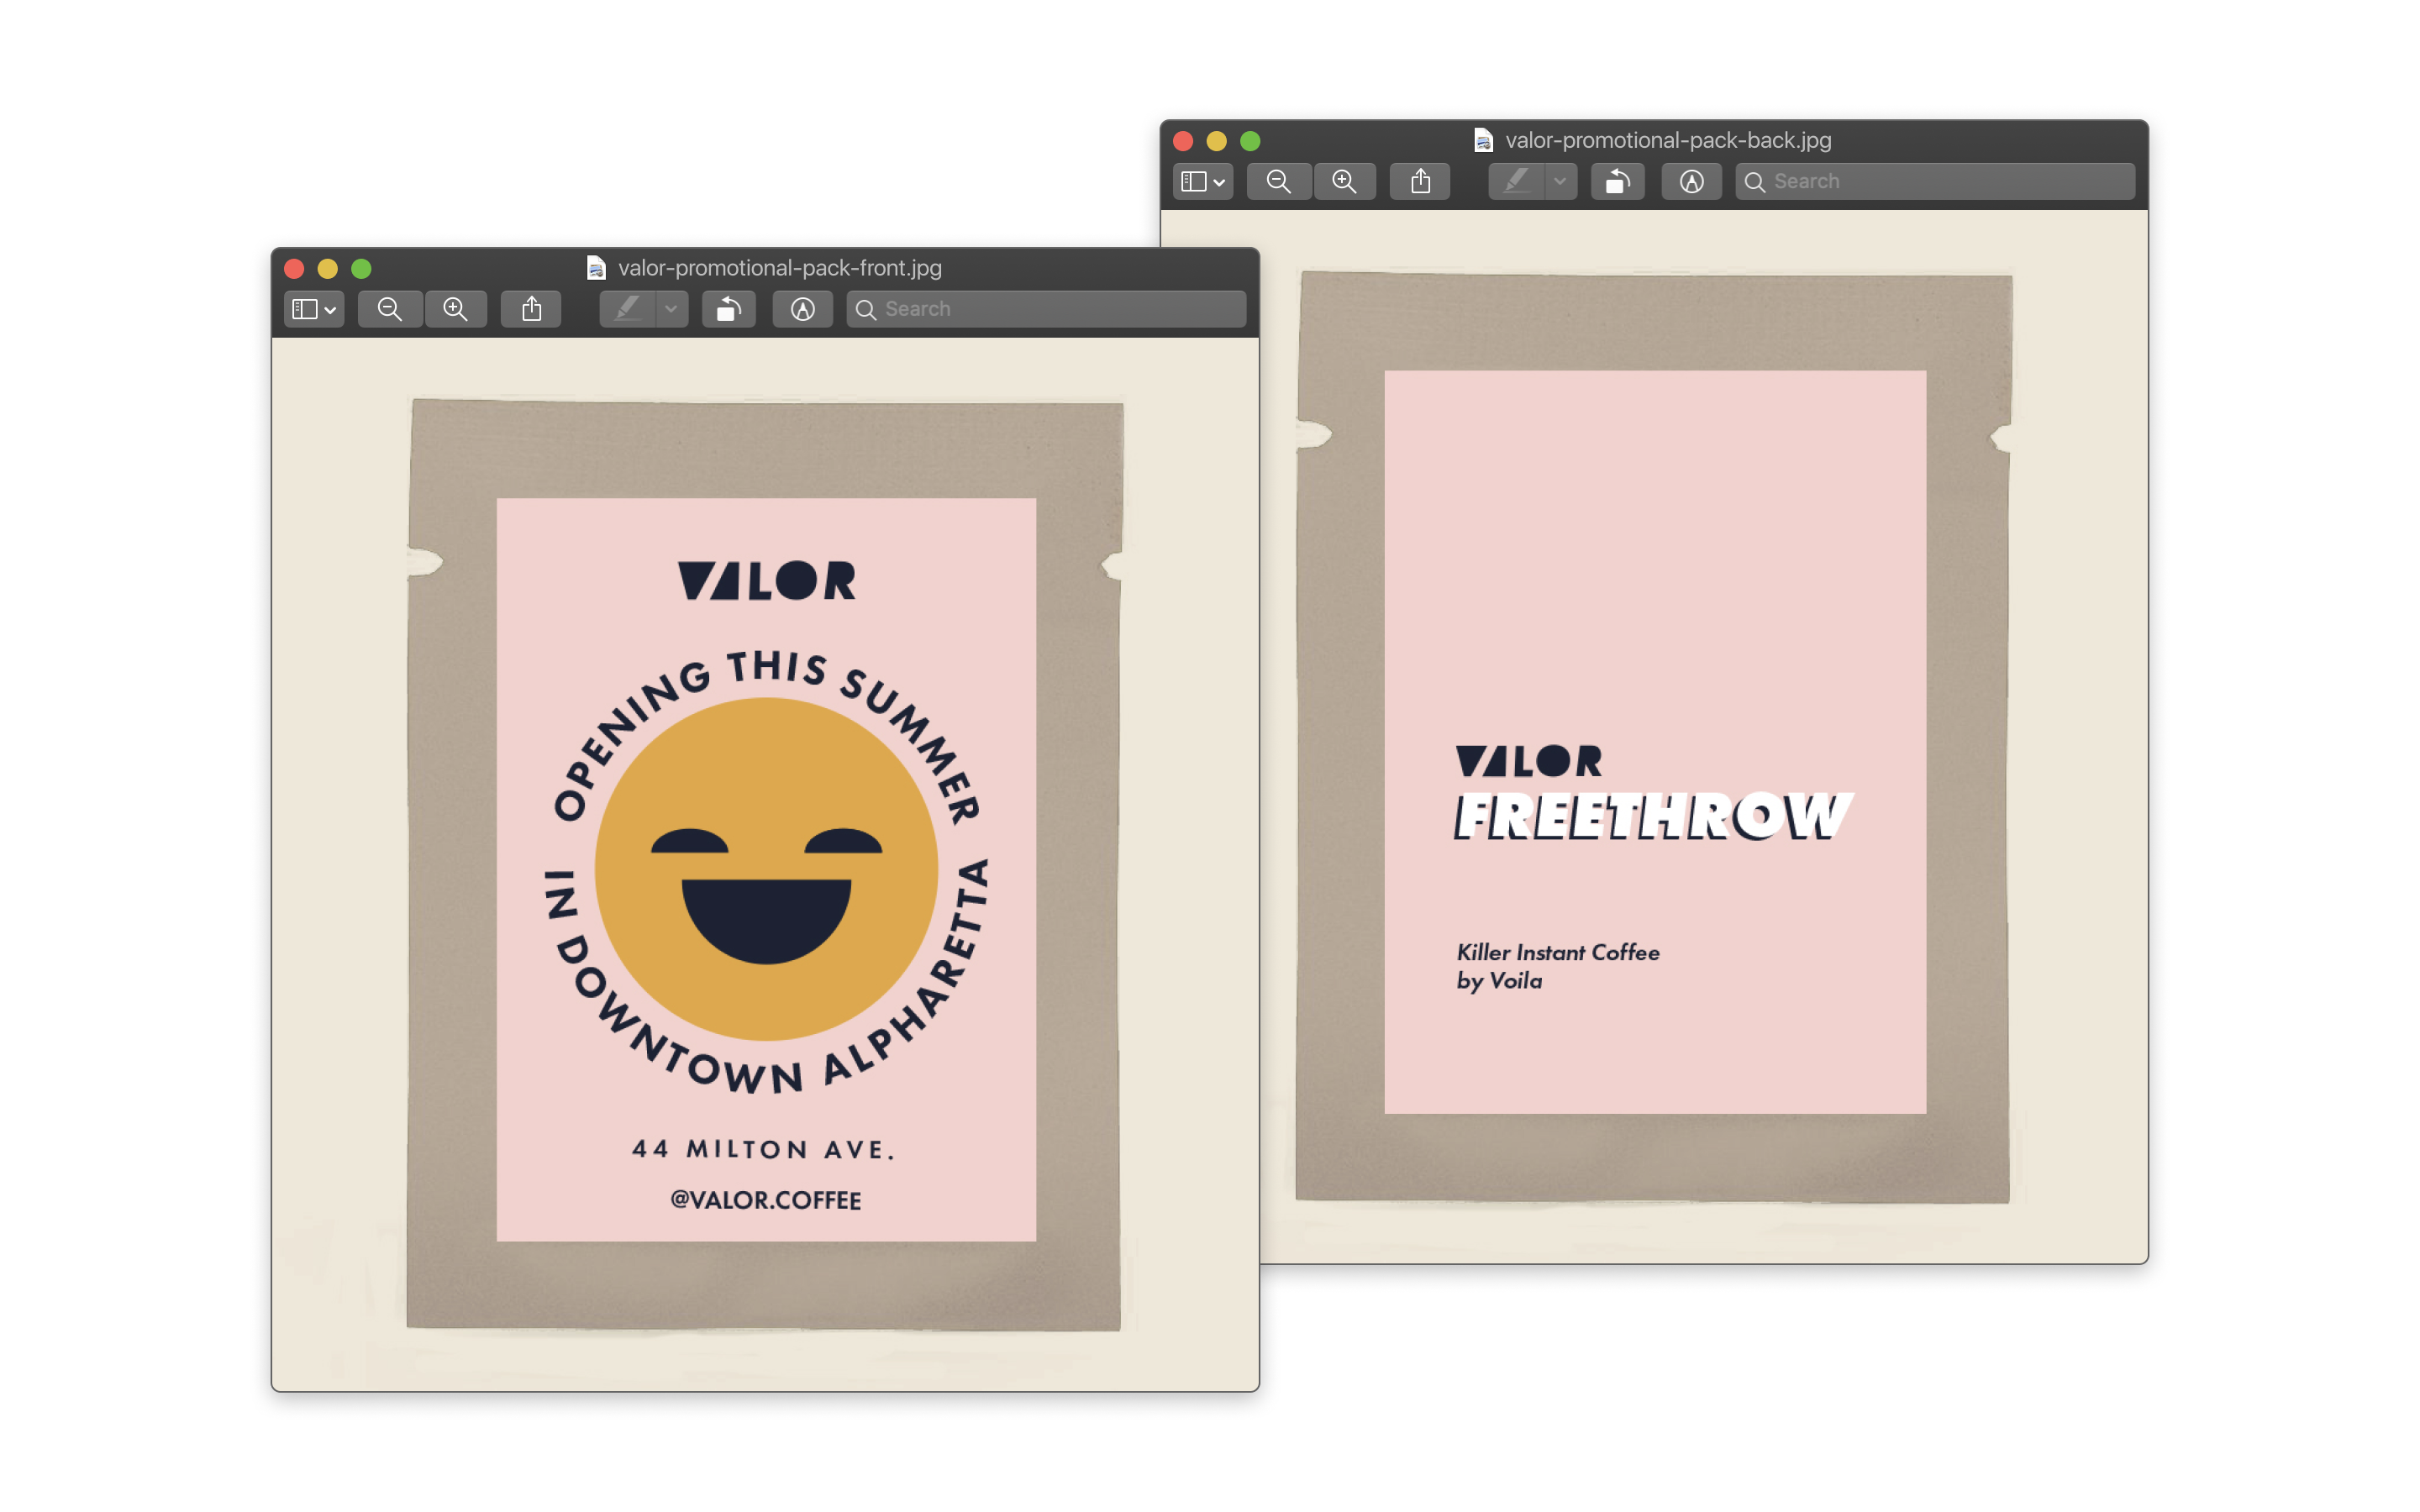 valor-promotional-pack-back.jpg
Search
valor-promotional-pack-front.jpg
Search
VALOR
OPENING THIS SUMMER
IN DOWNTOWN ALPHARETTA
44 MILTON AVE.
@VALOR.COFFEE
VALOR
FREETHROW
Killer Instant Coffee
by Voila